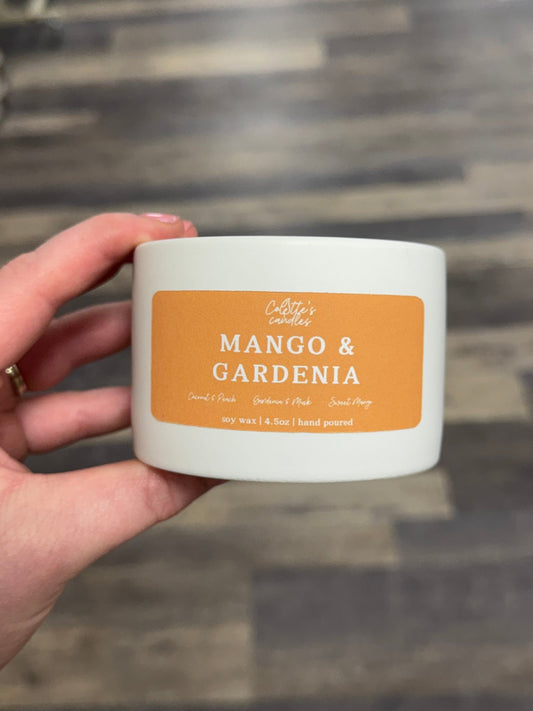 Colette's
candles
MANGO &
GARDENIA
Coconut & Peach Gardenia & Musk Sweet Mango
soy wax | 4.5oz | hand poured